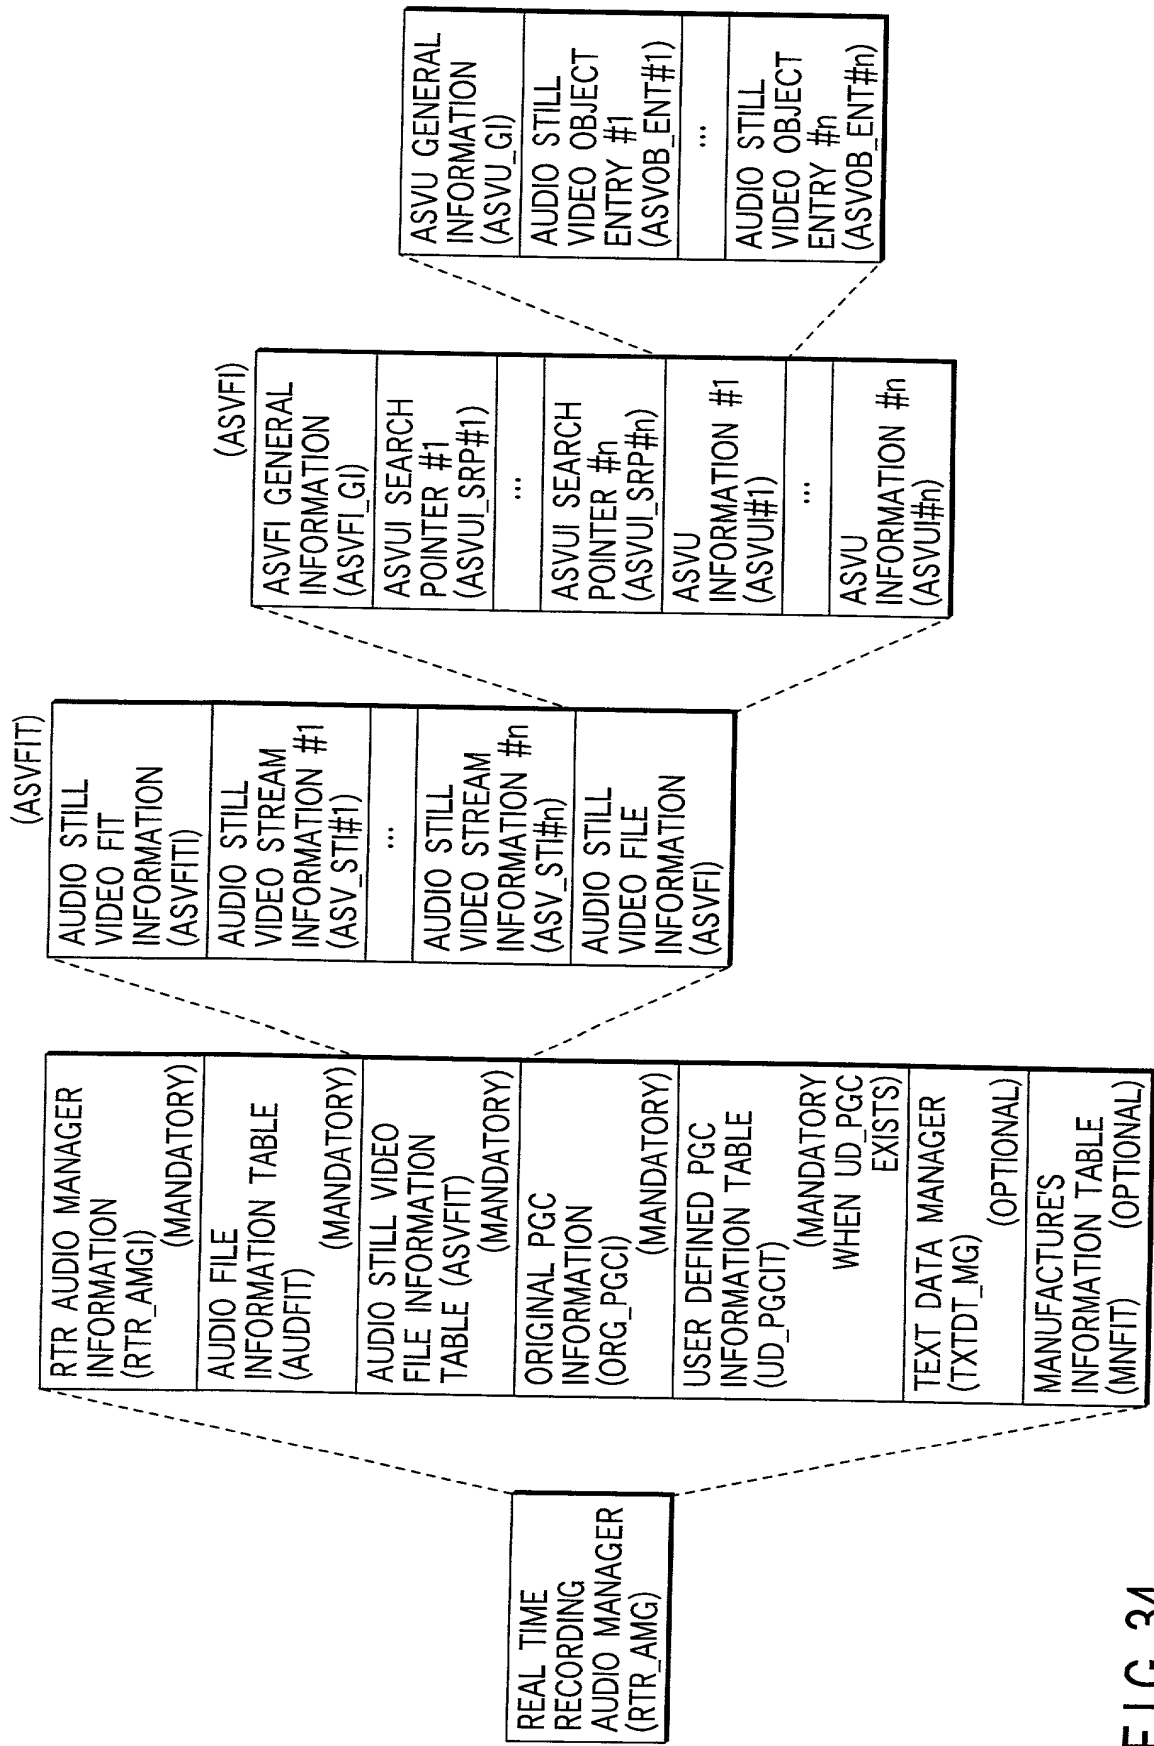 REAL TIME
RECORDING
AUDIO MANAGER
(RTR_AMG)
RTR AUDIO MANAGER
INFORMATION
(RTR_AMGI)
(MANDATORY)
AUDIO FILE
INFORMATION TABLE
(AUDFIT)
(MANDATORY)
AUDIO STILL VIDEO
FILE INFORMATION
TABLE (ASVFIT)
(MANDATORY)
ORIGINAL PGC
INFORMATION
(ORG_PGCI)
(MANDATORY)
USER DEFINED PGC
INFORMATION TABLE
(UD_PGCIT)
(MANDATORY
WHEN UD_PGC
EXISTS)
TEXT DATA MANAGER
(TXTDT_MG)
(OPTIONAL)
MANUFACTURE'S
INFORMATION TABLE
(MNFIT) (OPTIONAL)
(ASVFIT)
AUDIO STILL
VIDEO FIT
INFORMATION
(ASVFITI)
AUDIO STILL
VIDEO STREAM
INFORMATION #1
(ASV_STI#1)
...
AUDIO STILL
VIDEO STREAM
INFORMATION #n
(ASV_STI#n)
AUDIO STILL
VIDEO FILE
INFORMATION
(ASVFI)
(ASVFI)
ASVFI GENERAL
INFORMATION
(ASVFI_GI)
ASVUI SEARCH
POINTER #1
(ASVUI_SRP#1)
...
ASVUI SEARCH
POINTER #n
(ASVUI_SRP#n)
ASVU
INFORMATION #1
(ASVUI#1)
...
ASVU
INFORMATION #n
(ASVUI#n)
ASVU GENERAL
INFORMATION
(ASVU_GI)
AUDIO STILL
VIDEO OBJECT
ENTRY #1
(ASVOB_ENT#1)
...
AUDIO STILL
VIDEO OBJECT
ENTRY #n
(ASVOB_ENT#n)
FIG. 34